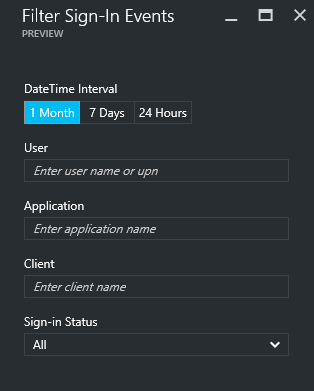 Filter Sign-In Events
PREVIEW
DateTime Interval
1 Month 7 Days 24 Hours
User
Enter user name or upn
Application
Enter application name
Client
Enter client name
Sign-in Status
All